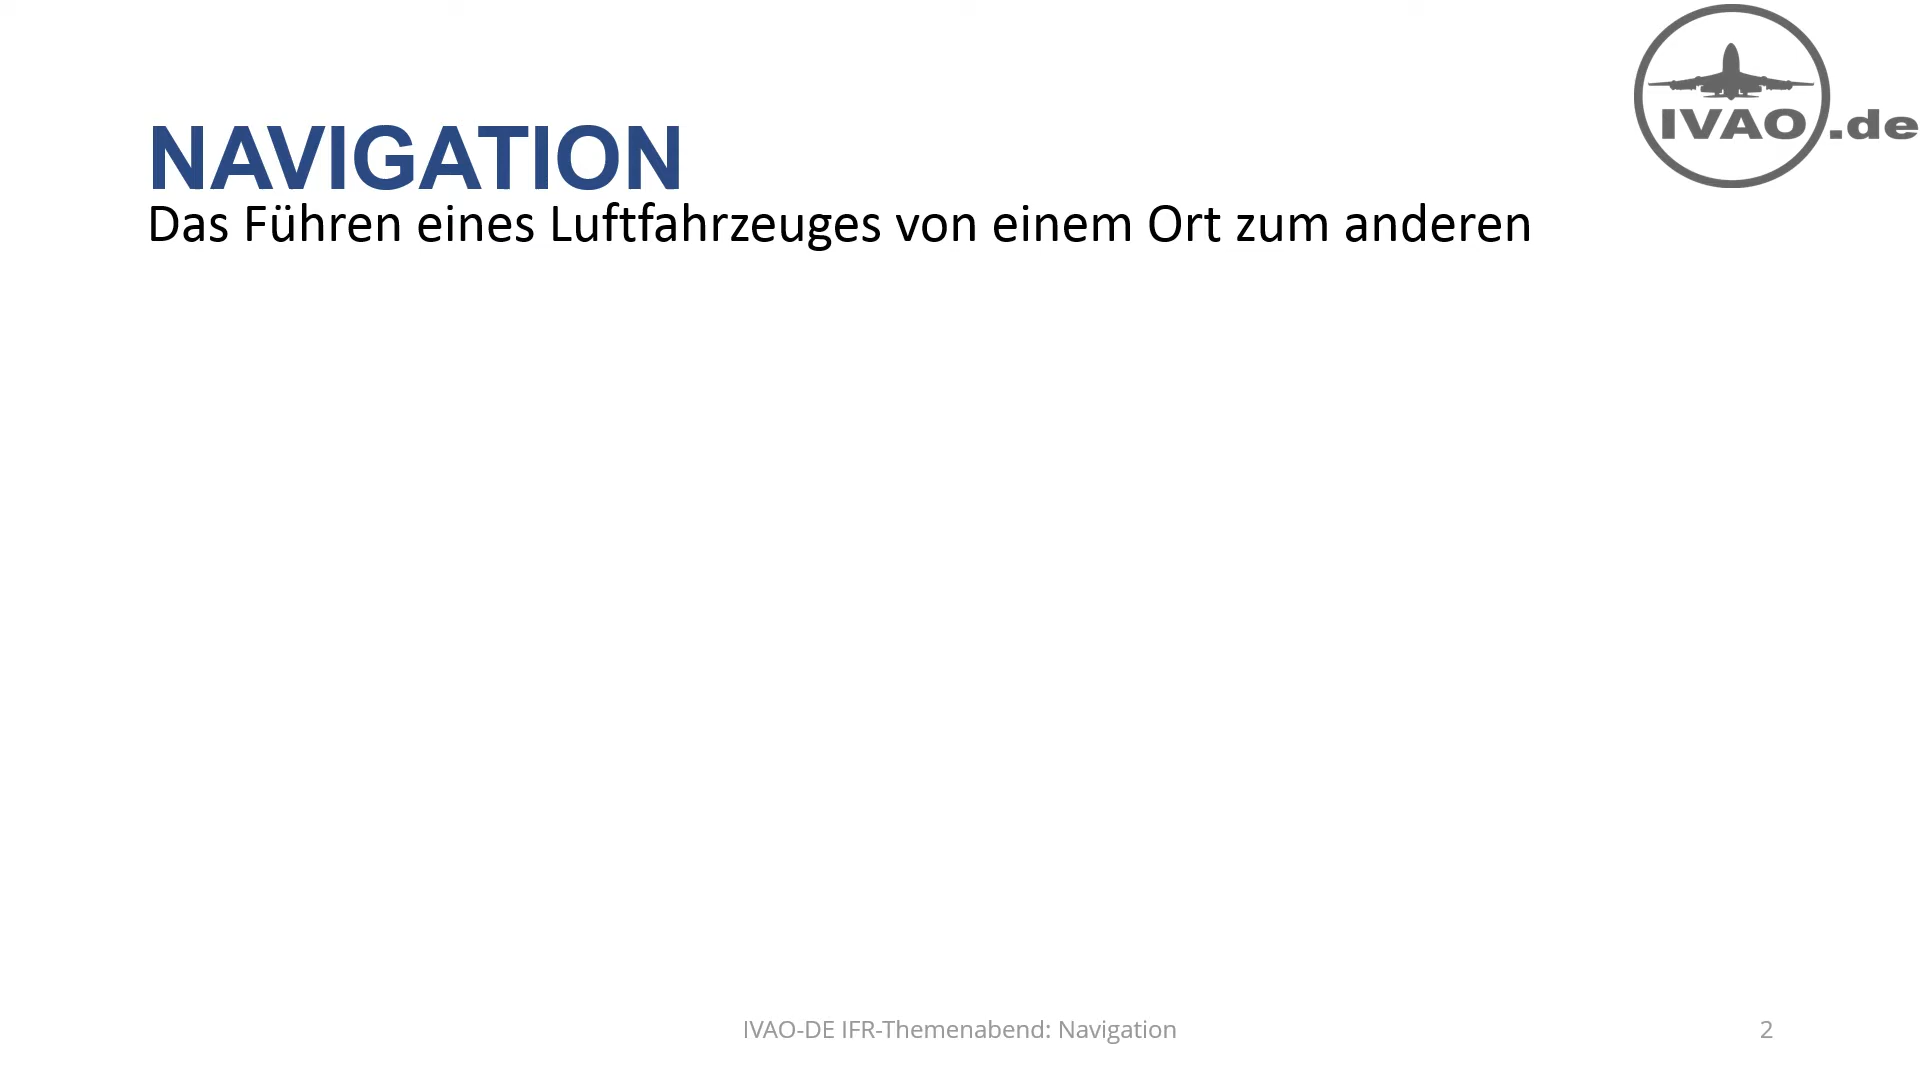 IVAO.de
NAVIGATION
Das Führen eines Luftfahrzeuges von einem Ort zum anderen
IVAO-DE IFR-Themenabend: Navigation
2